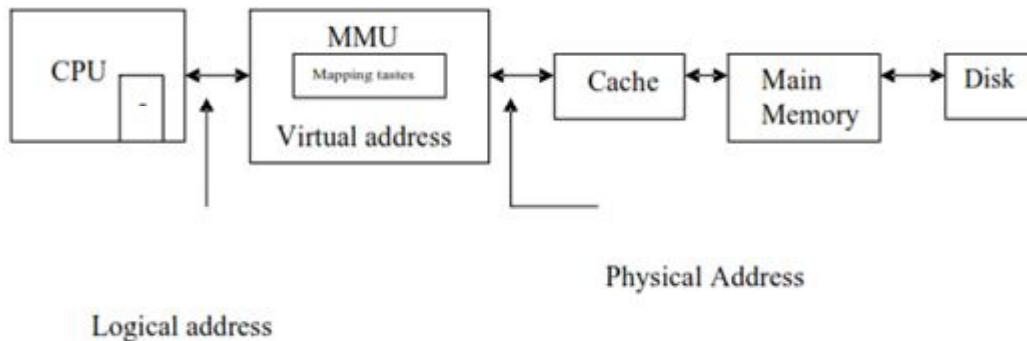 CPU
-
MMU
Mapping tastes
Virtual address
Cache
Main
Memory
Disk
Physical Address
Logical address